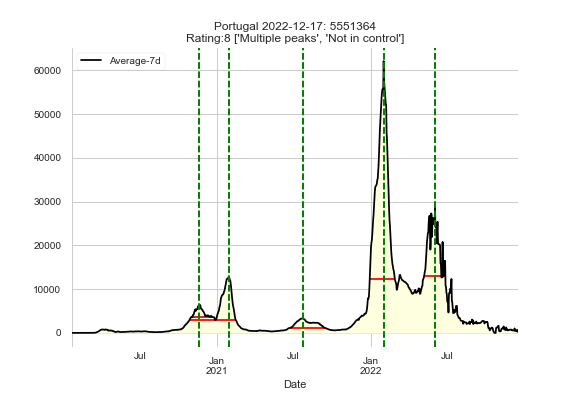 Portugal 2022-12-17: 5551364
Rating:8 ['Multiple peaks', 'Not in control']
Average-7d
60000
50000
40000
30000
20000
10000
0
Jul
Jan
2021
Jul
Jan
2022
Jul
Date